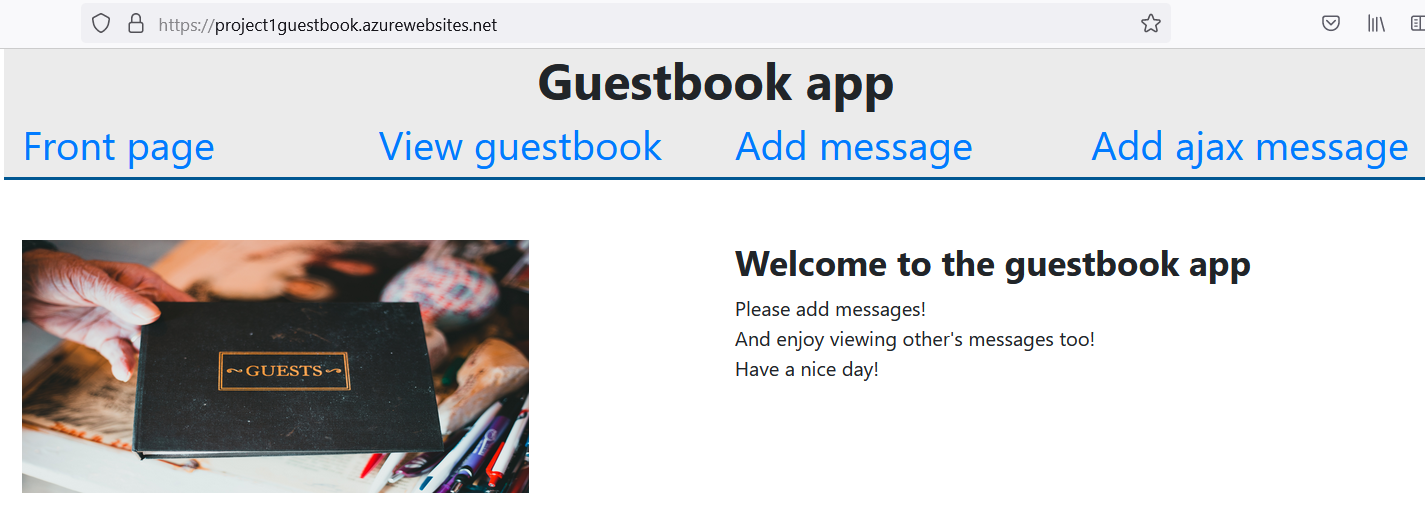 https://project1guestbook.azurewebsites.net
Guestbook app
Front page View guestbook Add message Add ajax message
~GUESTS~
Welcome to the guestbook app
Please add messages!
And enjoy viewing other's messages too!
Have a nice day!